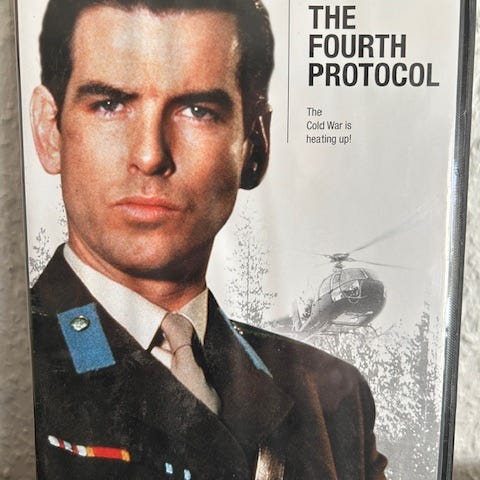 THE
FOURTH
PROTOCOL
The
Cold War is
heating up!